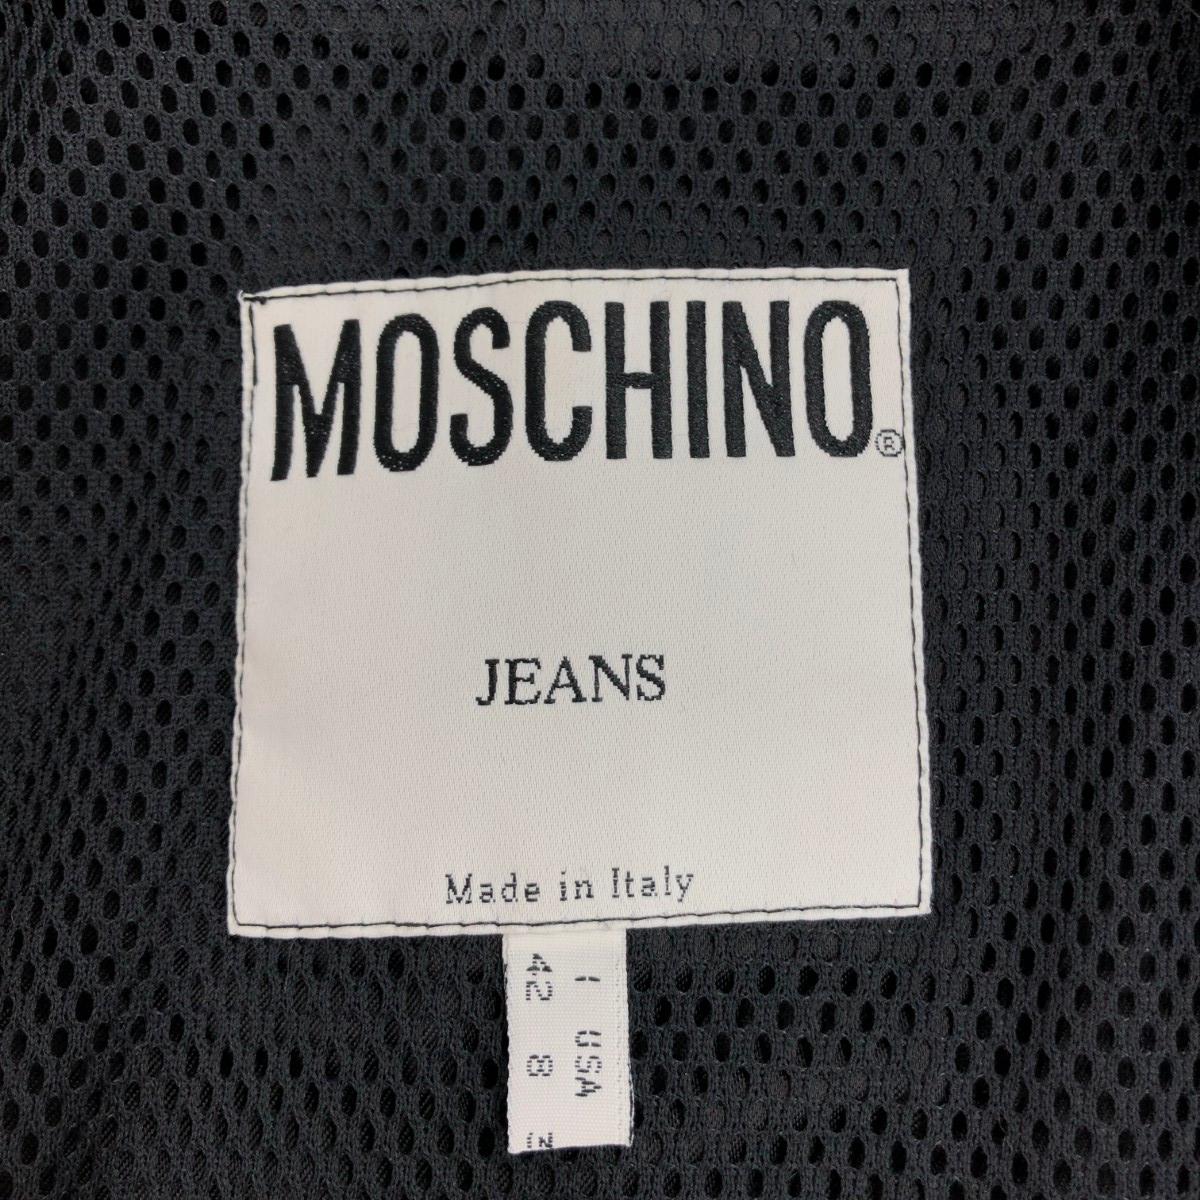 MOSCHINO®
JEANS
Made in Italy
I USA
42 8